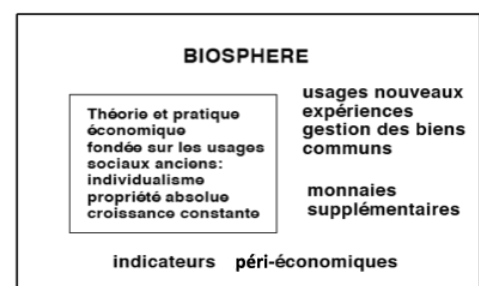 BIOSPHERE
Théorie et pratique
économique
fondée sur les usages
sociaux anciens:
individualisme
propriété absolue
croissance constante
usages nouveaux
expériences
gestion des biens
communs
monnaies
supplémentaires
indicateurs péri-économiques